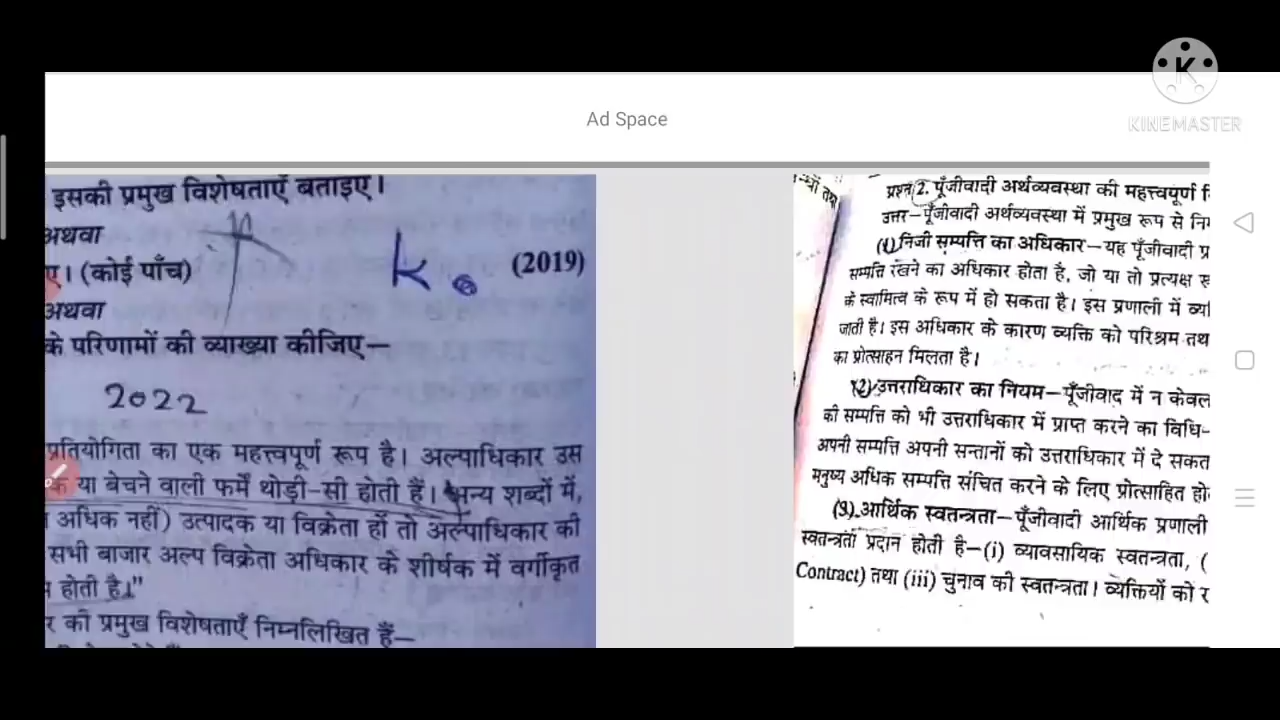 Ad Space
KINEMASTER
इसकी प्रमुख विशेषताएँ बताइए।
अथवा
ए। (कोई पाँच)
K.
(2019)
अथवा
के परिणामों की व्याख्या कीजिए—
2022
प्रतियोगिता का एक महत्त्वपूर्ण रूप है। अल्पाधिकार उस
क या बेचने वाली फर्में थोड़ी-सी होती हैं। अन्य शब्दों में,
अधिक नहीं) उत्पादक या विक्रेता हों तो अल्पाधिकार की
सभी बाजार अल्प विक्रेता अधिकार के शीर्षक में वर्गीकृत
होती है।"
र की प्रमुख विशेषताएँ निम्नलिखित हैं—
प्रश्न 2. पूँजीवादी अर्थव्यवस्था की महत्त्वपूर्ण
उत्तर—पूँजीवादी अर्थव्यवस्था में प्रमुख रूप से
(1) निजी सम्पत्ति का अधिकार—यह पूँजीवादी प्र
सम्पत्ति रखने का अधिकार होता है, जो या तो प्रत्यक्ष
के स्वामित्व के रूप में हो सकता है। इस प्रणाली में
जाती है। इस अधिकार के कारण व्यक्ति को परिश्रम तथ
का प्रोत्साहन मिलता है।
(2) उत्तराधिकार का नियम—पूँजीवाद में न केवल
की सम्पत्ति को भी उत्तराधिकार में प्राप्त करने का विधि-
अपनी सम्पत्ति अपनी सन्तानों को उत्तराधिकार में दे सकत
मनुष्य अधिक सम्पत्ति संचित करने के लिए प्रोत्साहित हो
(3) आर्थिक स्वतन्त्रता—पूँजीवादी आर्थिक प्रणाली
स्वतन्त्रता प्रदान होती है—(i) व्यावसायिक स्वतन्त्रता, (
Contract) तथा (iii) चुनाव की स्वतन्त्रता। व्यक्तियों को